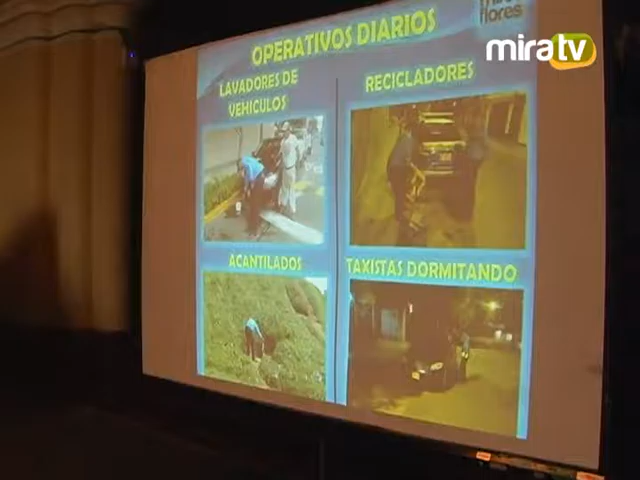 miraflores
miratv
OPERATIVOS DIARIOS
LAVADORES DE
VEHICULOS
RECICLADORES
ACANTILADOS
TAXISTAS DORMITANDO